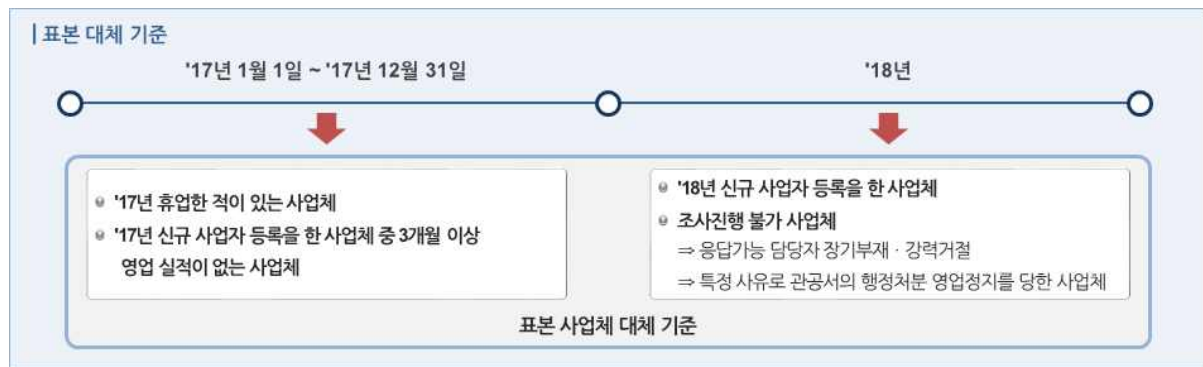 표본 대체 기준
'17년 1월 1일 ~ '17년 12월 31일
'18년
'17년 휴업한 적이 있는 사업체
'17년 신규 사업자 등록을 한 사업체 중 3개월 이상
영업 실적이 없는 사업체
'18년 신규 사업자 등록을 한 사업체
조사진행 불가 사업체
⇒ 응답가능 담당자 장기부재 · 강력거절
⇒ 특정 사유로 관공서의 행정처분 영업정지를 당한 사업체
표본 사업체 대체 기준